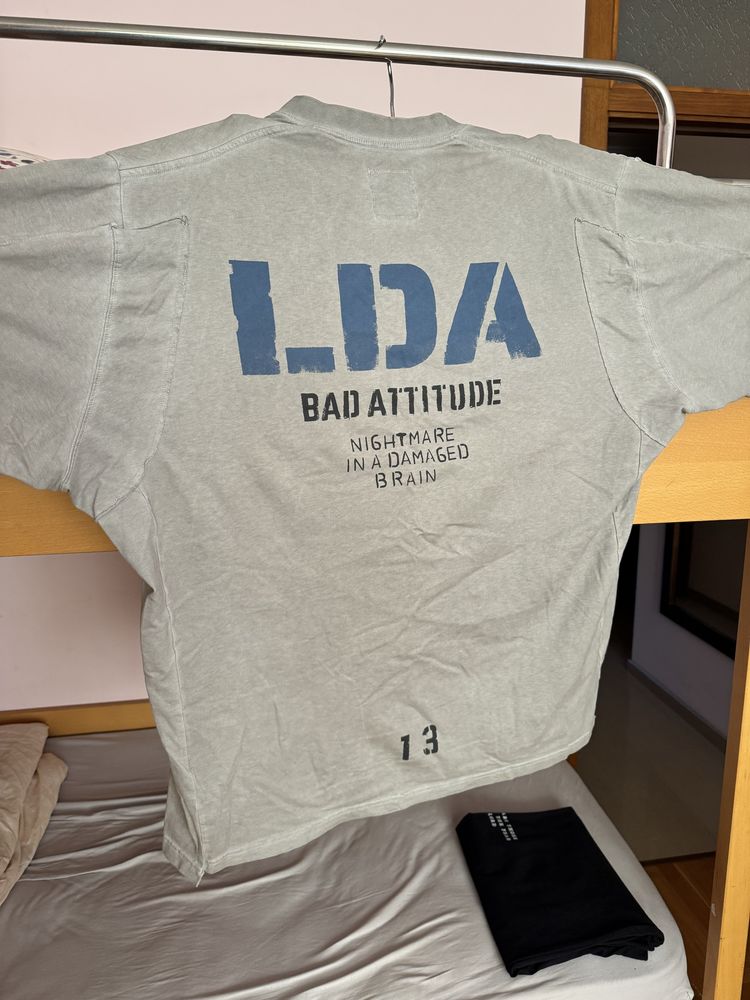 LDA
BAD ATTITUDE
NIGHTMARE
IN A DAMAGED
BRAIN
13